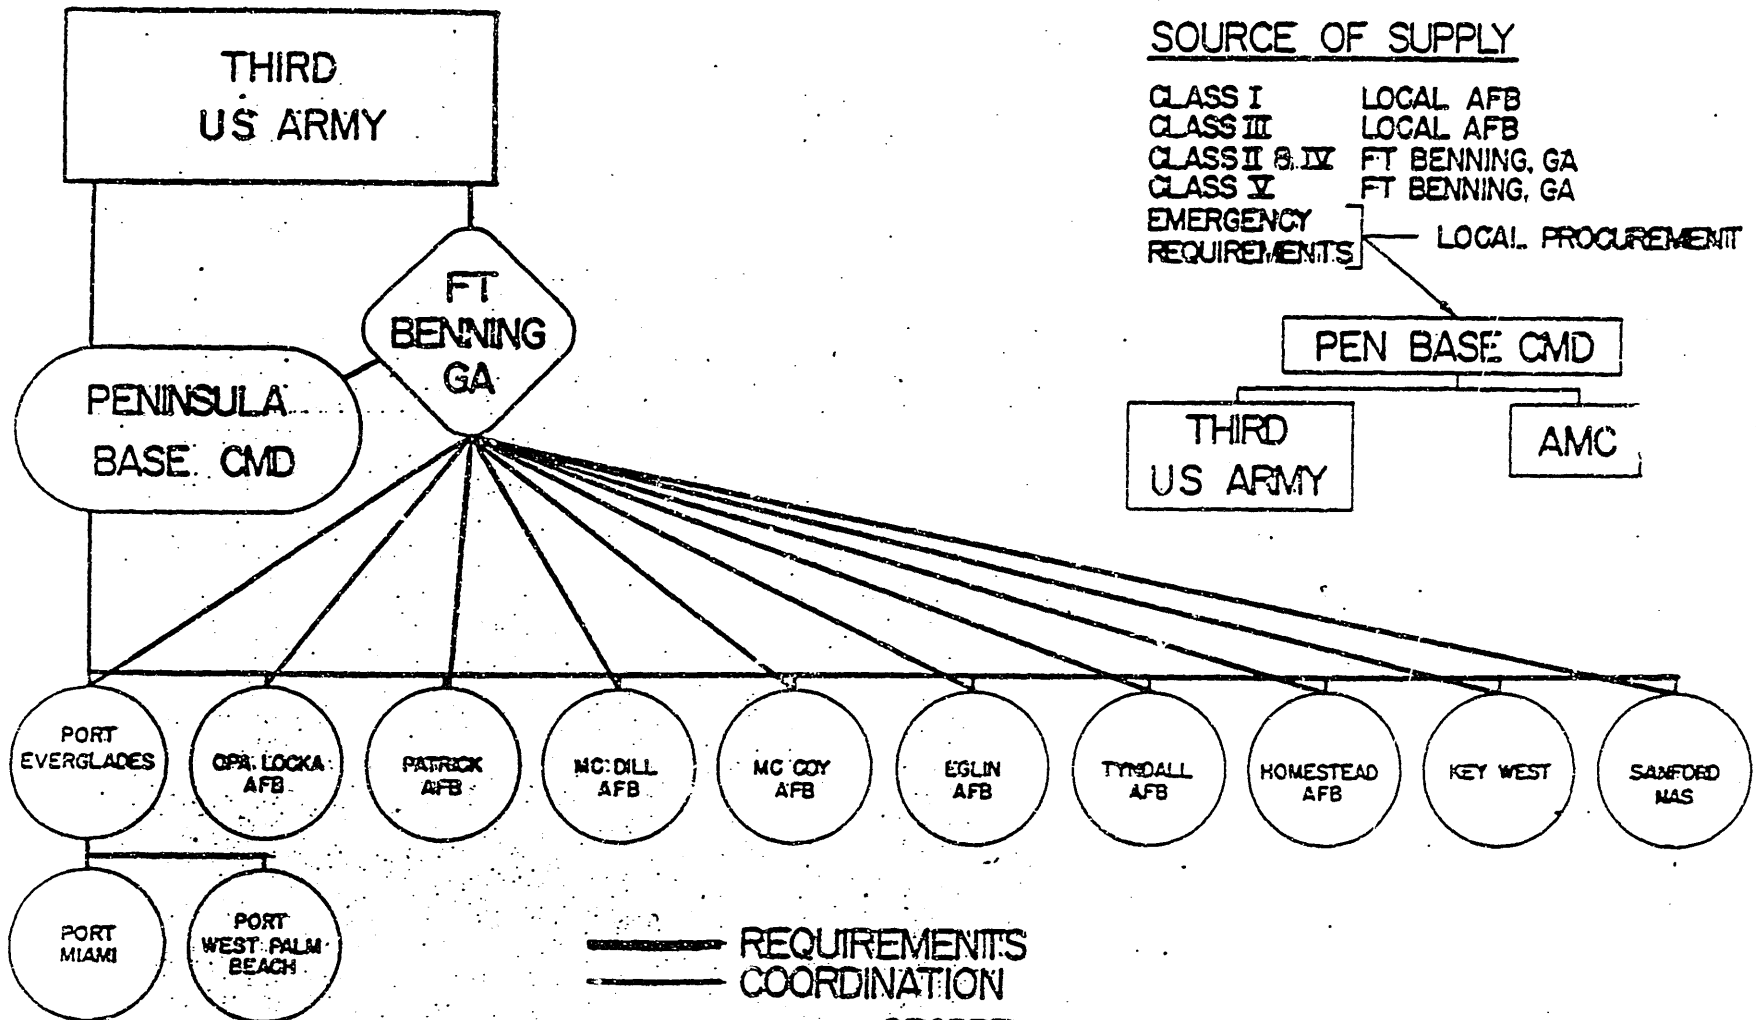 THIRD
US ARMY
FT
BENNING
GA
PENINSULA
BASE CMD
SOURCE OF SUPPLY
CLASS I LOCAL AFB
CLASS III LOCAL AFB
CLASS II & IV FT BENNING, GA
CLASS V FT BENNING, GA
EMERGENCY
REQUIREMENTS
LOCAL PROCUREMENT
PEN BASE CMD
THIRD
US ARMY
AMC
PORT
EVERGLADES
OPA LOCKA
AFB
PATRICK
AFB
MC DILL
AFB
MC COY
AFB
EGLIN
AFB
TYNDALL
AFB
HOMESTEAD
AFB
KEY WEST
SANFORD
NAS
PORT
MIAMI
PORT
WEST PALM
BEACH
REQUIREMENTS
COORDINATION